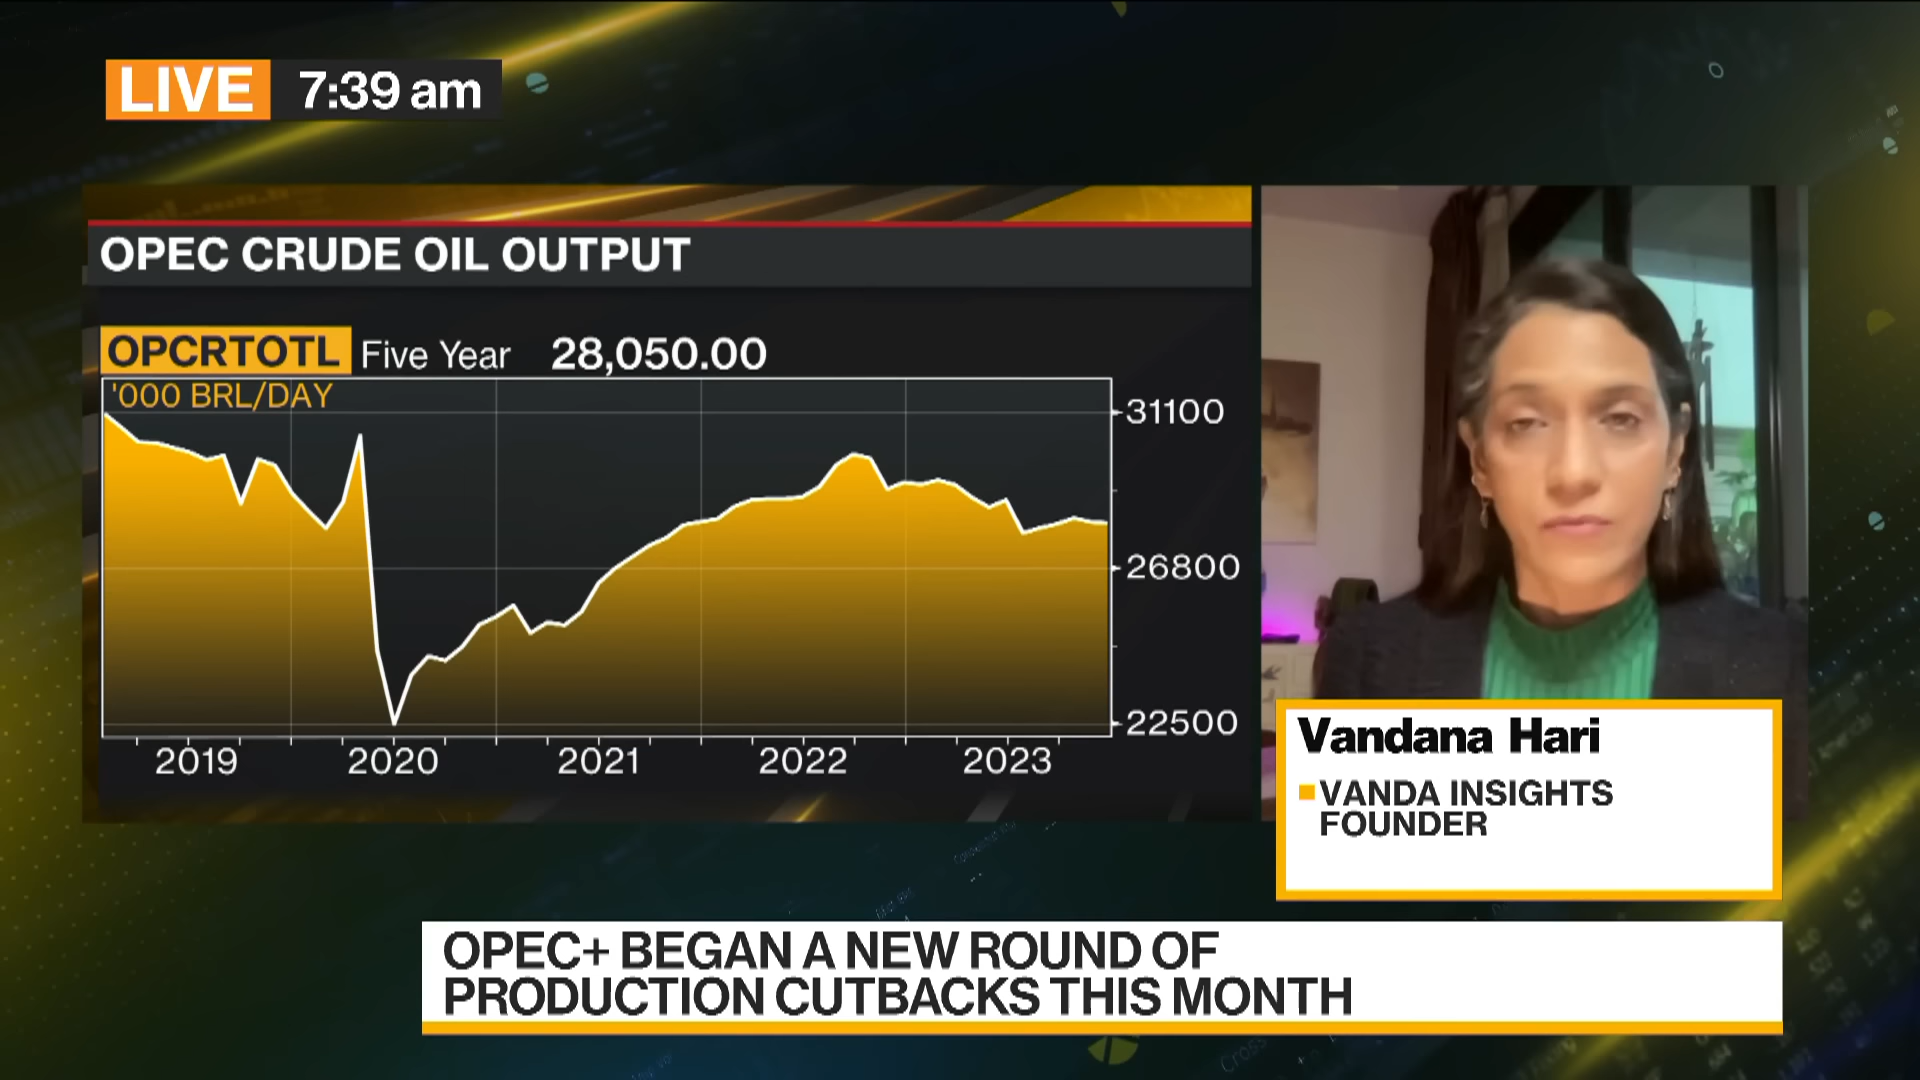 LIVE 7:39 am
OPEC CRUDE OIL OUTPUT
OPCRTOTL Five Year 28,050.00
'000 BRL/DAY
31100
26800
22500
2019 2020 2021 2022 2023
Vandana Hari
VANDA INSIGHTS
FOUNDER
OPEC+ BEGAN A NEW ROUND OF
PRODUCTION CUTBACKS THIS MONTH